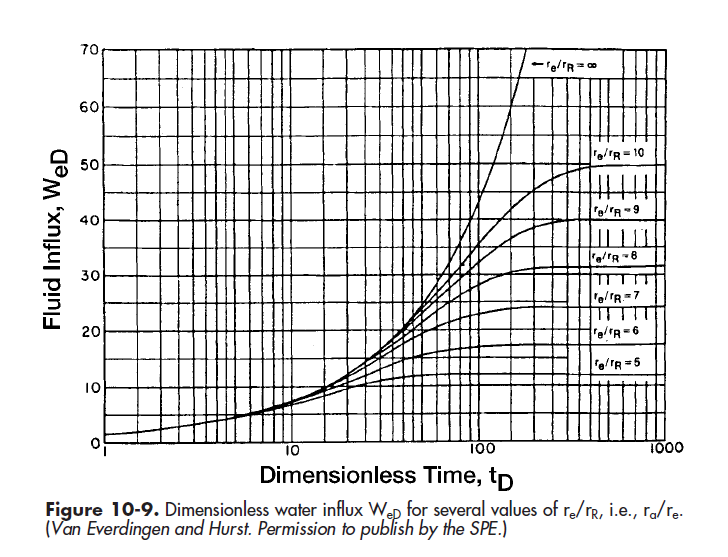 70
60
50
40
30
20
10
0
Fluid Influx, WeD
re/rR = ∞
re/rR = 10
re/rR = 9
re/rR = 8
re/rR = 7
re/rR = 6
re/rR = 5
1
10
100
1000
Dimensionless Time, tD
Figure 10-9. Dimensionless water influx WeD for several values of re/rR, i.e., ra/re.
(Van Everdingen and Hurst. Permission to publish by the SPE.)